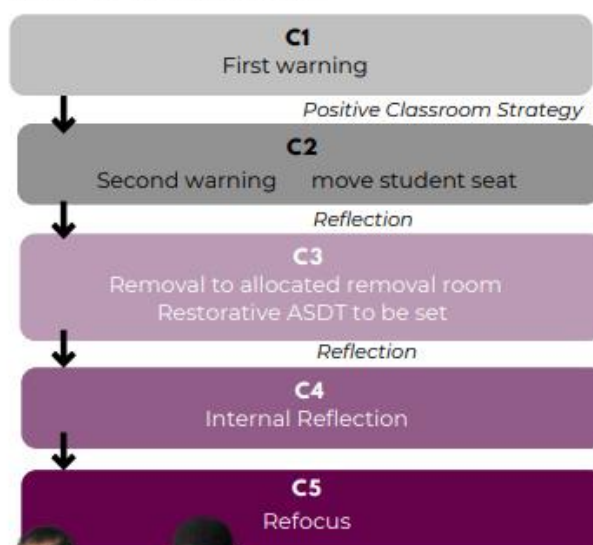 C1
First warning
Positive Classroom Strategy
C2
Second warning move student seat
Reflection
C3
Removal to allocated removal room
Restorative ASDT to be set
Reflection
C4
Internal Reflection
C5
Refocus